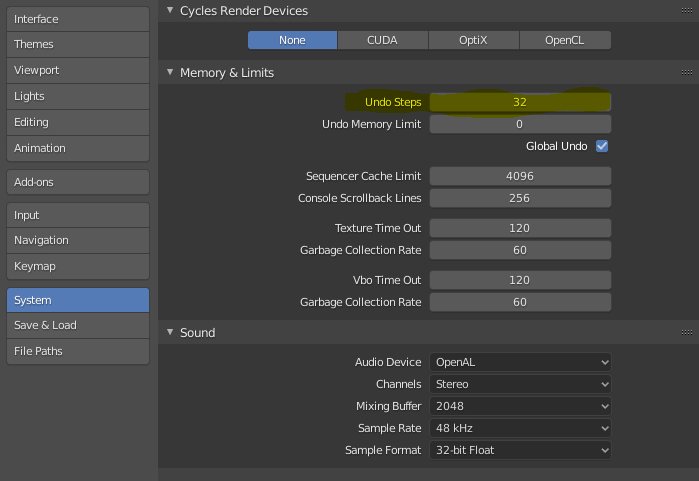 Interface
Themes
Viewport
Lights
Editing
Animation
Add-ons
Input
Navigation
Keymap
System
Save & Load
File Paths
Cycles Render Devices
None CUDA OptiX OpenCL
Memory & Limits
Undo Steps 32
Undo Memory Limit 0
Global Undo
Sequencer Cache Limit 4096
Console Scrollback Lines 256
Texture Time Out 120
Garbage Collection Rate 60
Vbo Time Out 120
Garbage Collection Rate 60
Sound
Audio Device OpenAL
Channels Stereo
Mixing Buffer 2048
Sample Rate 48 kHz
Sample Format 32-bit Float